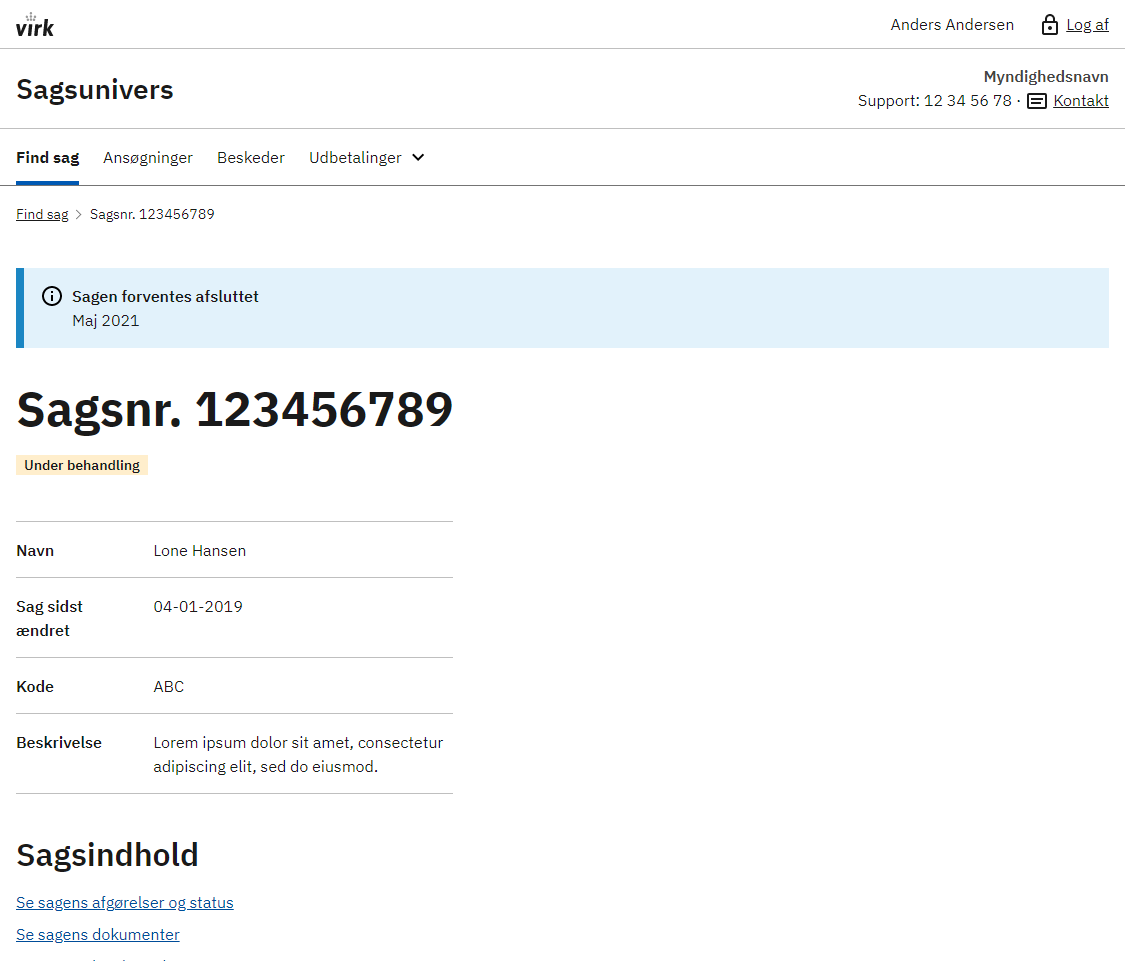 virk
Anders Andersen
Log af
Sagsunivers
Myndighedsnavn
Support: 12 34 56 78 · Kontakt
Find sag
Ansøgninger
Beskeder
Udbetalinger
Find sag
Sagsnr. 123456789
Sagen forventes afsluttet
Maj 2021
Sagsnr. 123456789
Under behandling
Navn
Lone Hansen
Sag sidst
ændret
04-01-2019
Kode
ABC
Beskrivelse
Lorem ipsum dolor sit amet, consectetur
adipiscing elit, sed do eiusmod.
Sagsindhold
Se sagens afgørelser og status
Se sagens dokumenter